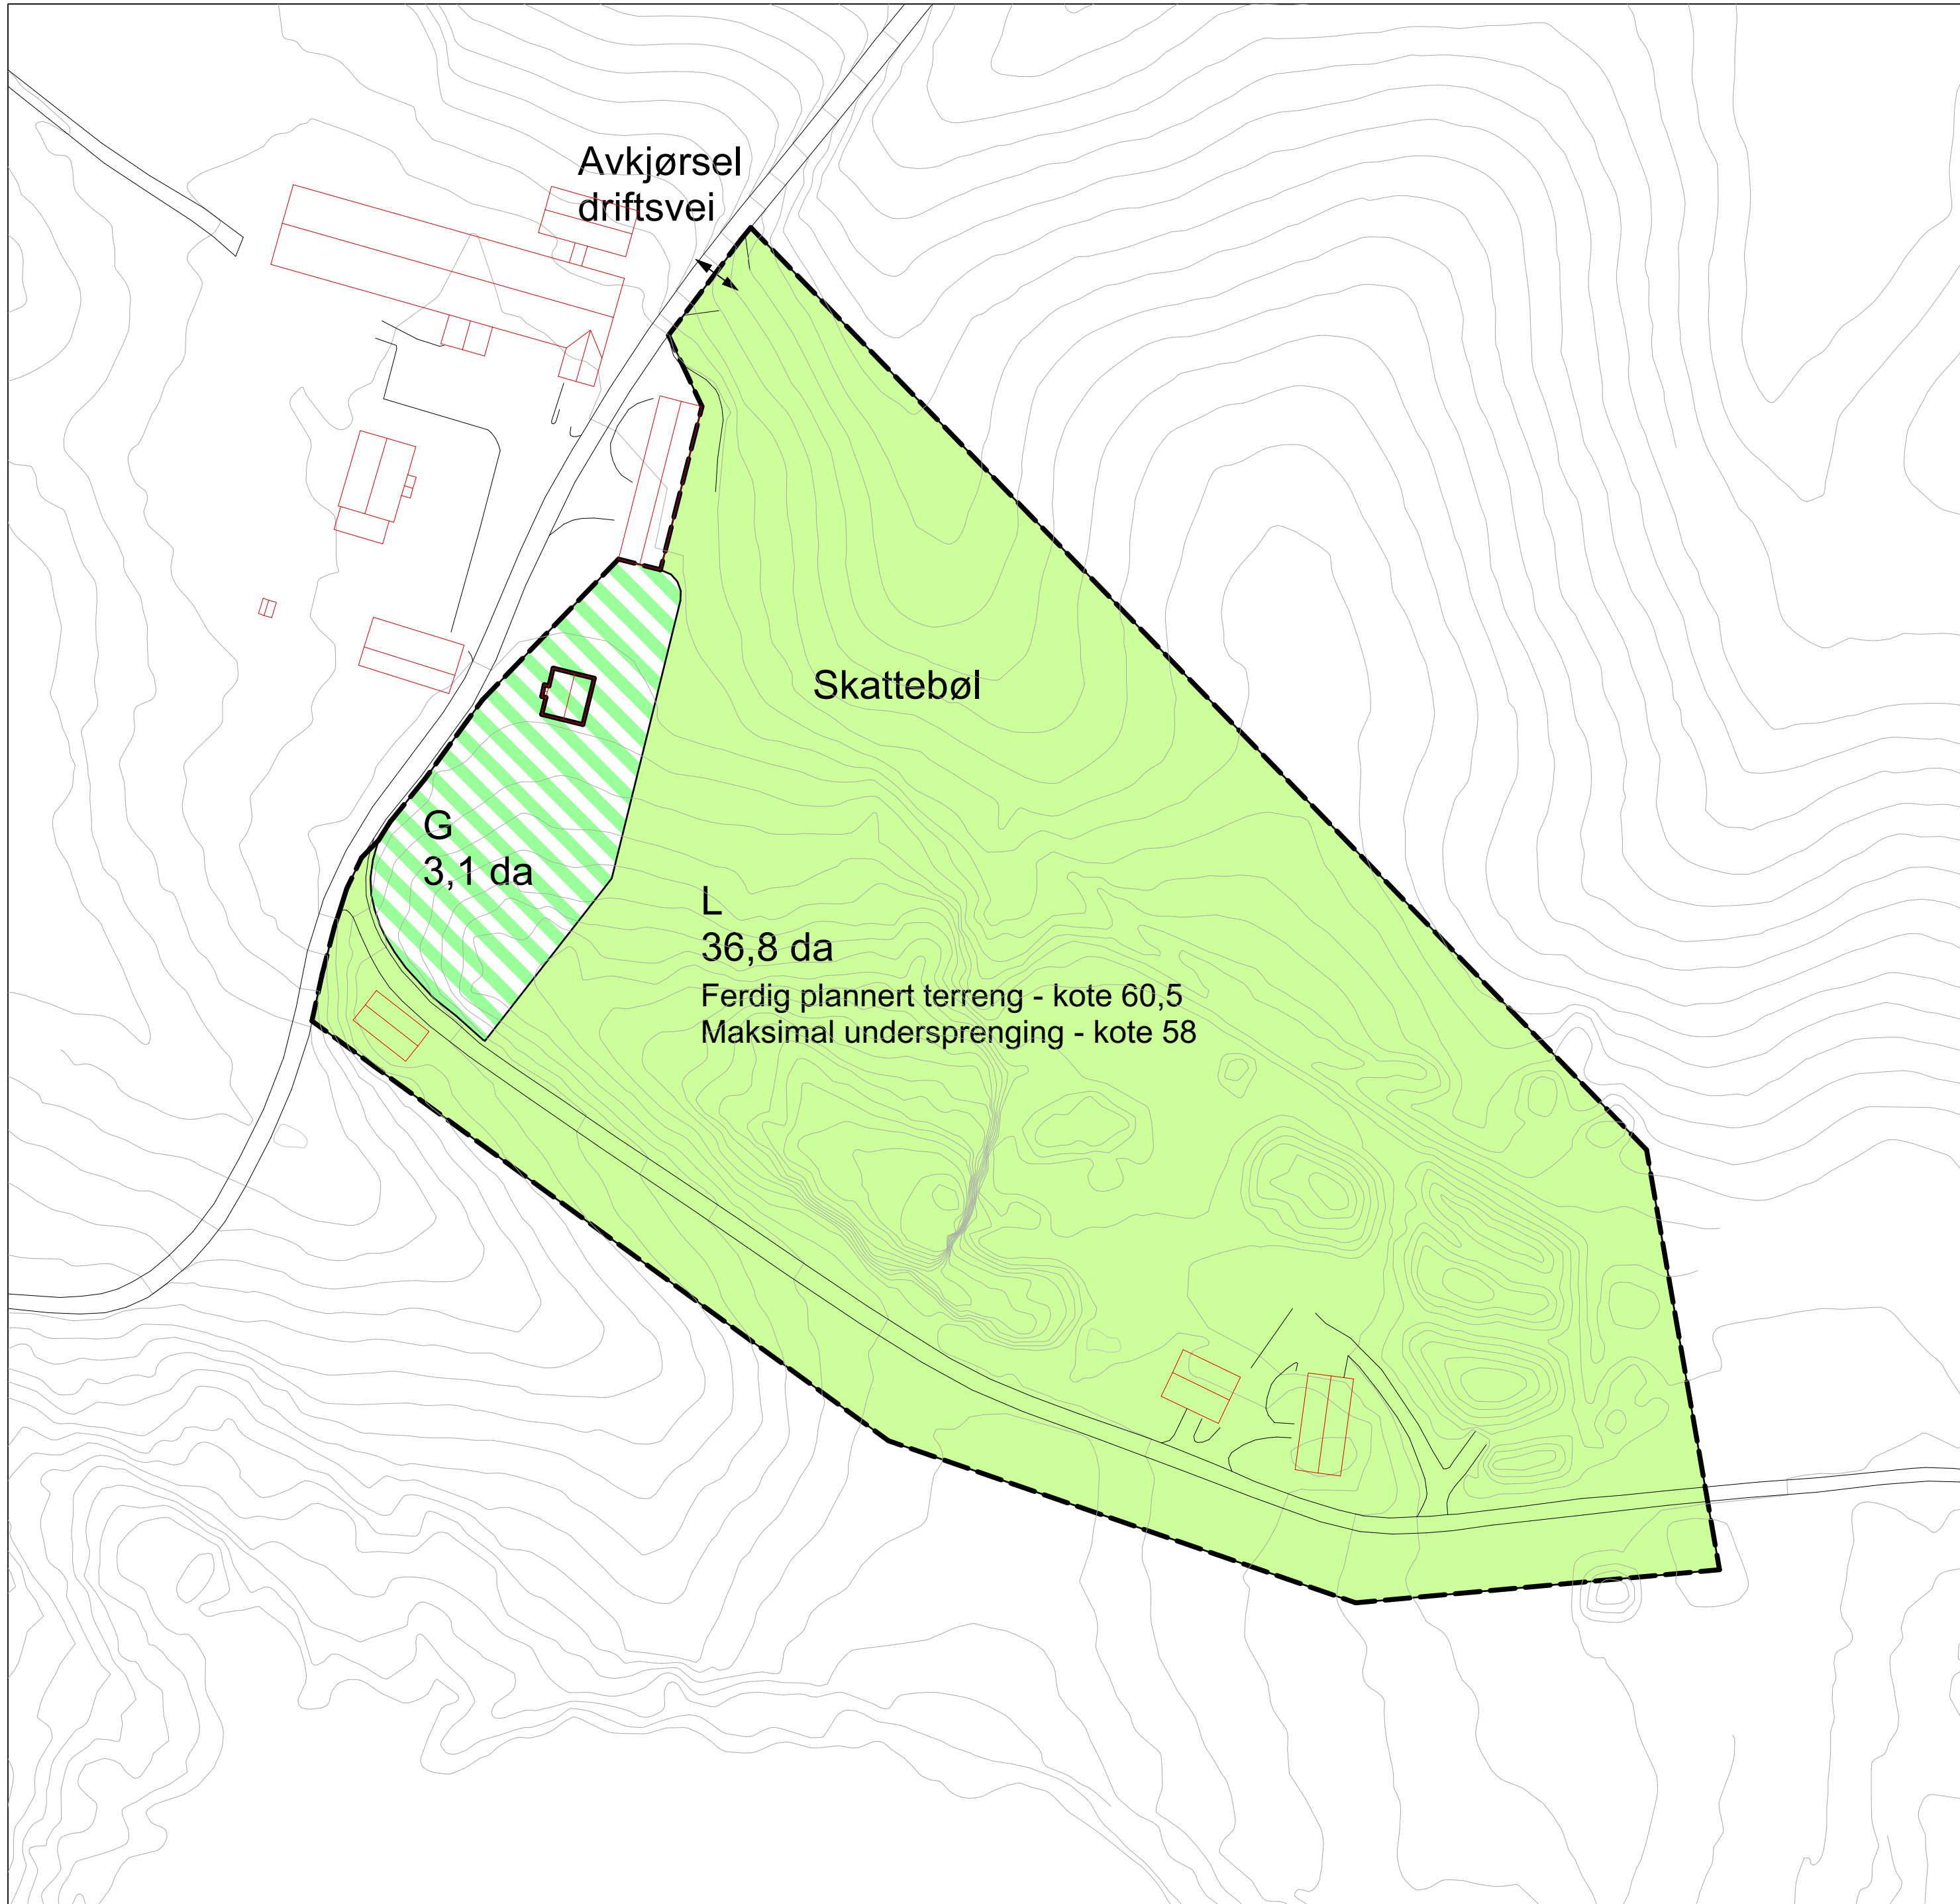 Avkjørsel
driftsvei
Skattebøl
G
3,1 da
L
36,8 da
Ferdig plannert terreng - kote 60,5
Maksimal undersprenging - kote 58